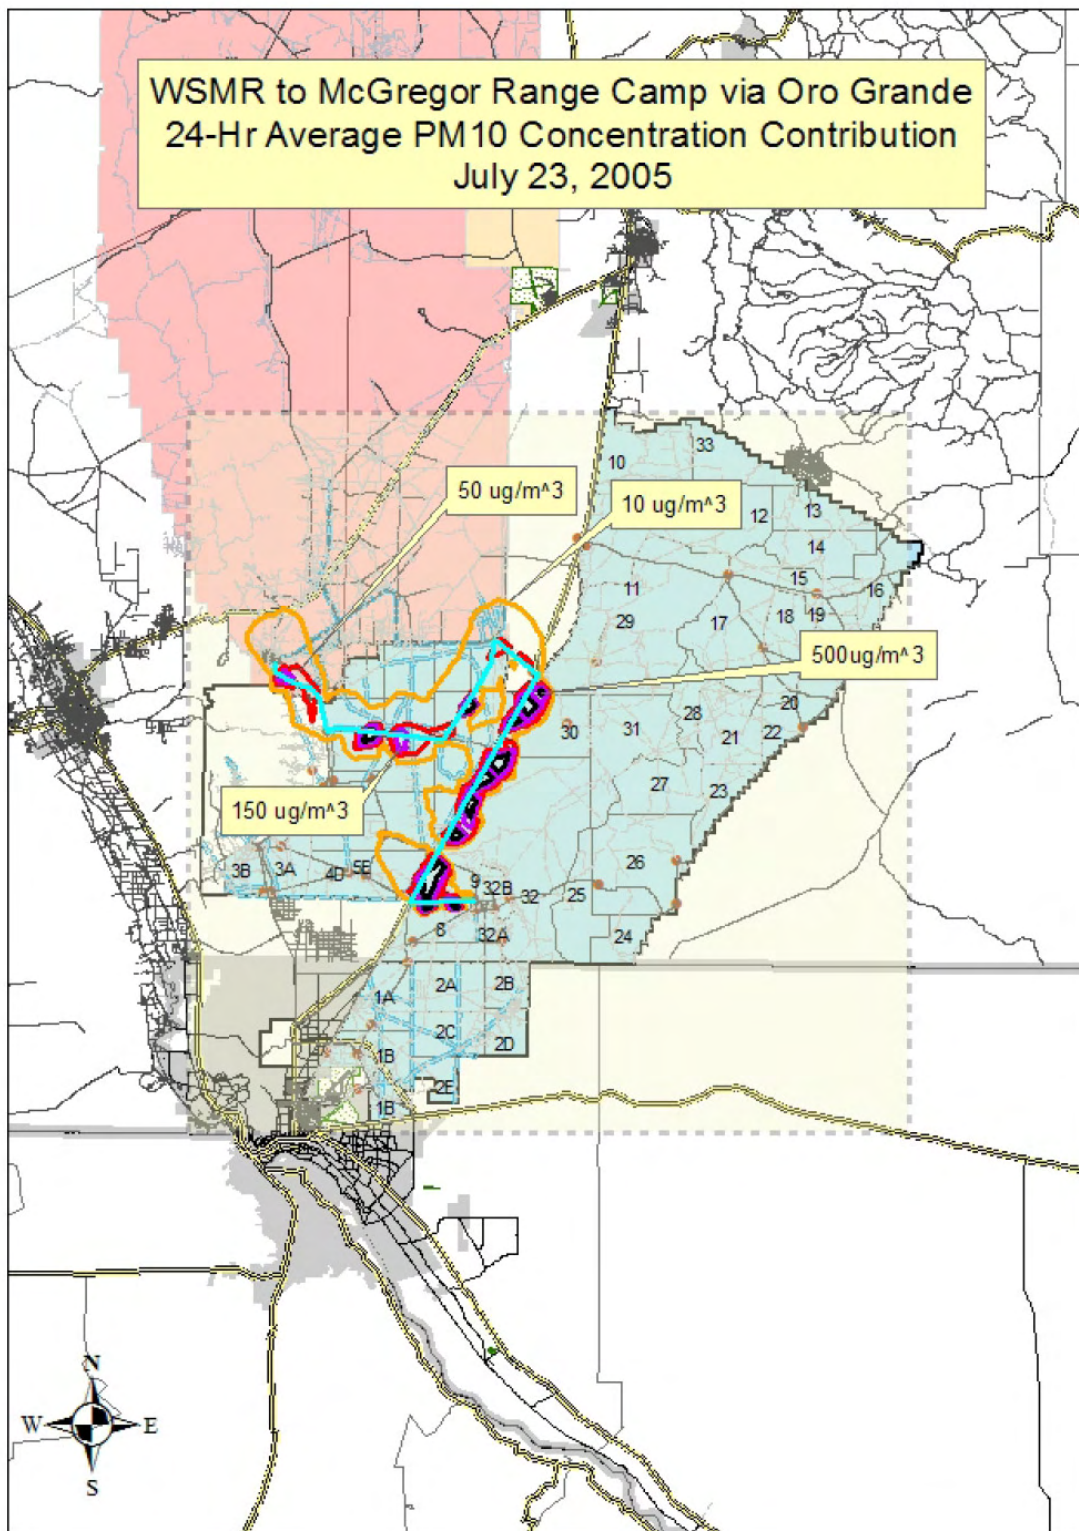 WSMR to McGregor Range Camp via Oro Grande
24-Hr Average PM10 Concentration Contribution
July 23, 2005
33
10
50 ug/m^3
10 ug/m^3
12
13
14
11
15
16
29
17
18
19
500ug/m^3
20
30
31
28
21
22
27
23
150 ug/m^3
26
3B
3A
4D
5E
9
32B
32
25
8
32A
24
1A
2A
2B
2C
2D
1B
2E
1B
N
W
E
S